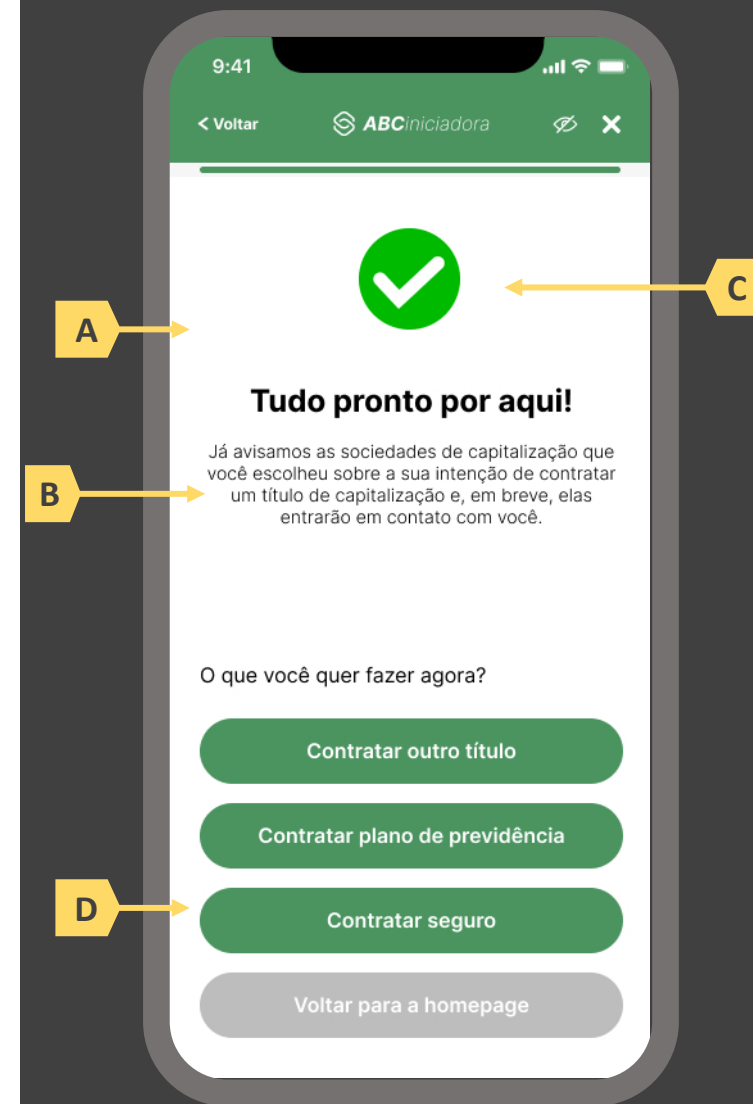 9:41
< Voltar
ABCiniciadora
C
A
Tudo pronto por aqui!
Já avisamos as sociedades de capitalização que
você escolheu sobre a sua intenção de contratar
B
um título de capitalização e, em breve, elas
entrarão em contato com você.
O que você quer fazer agora?
Contratar outro título
Contratar plano de previdência
D
Contratar seguro
Voltar para a homepage